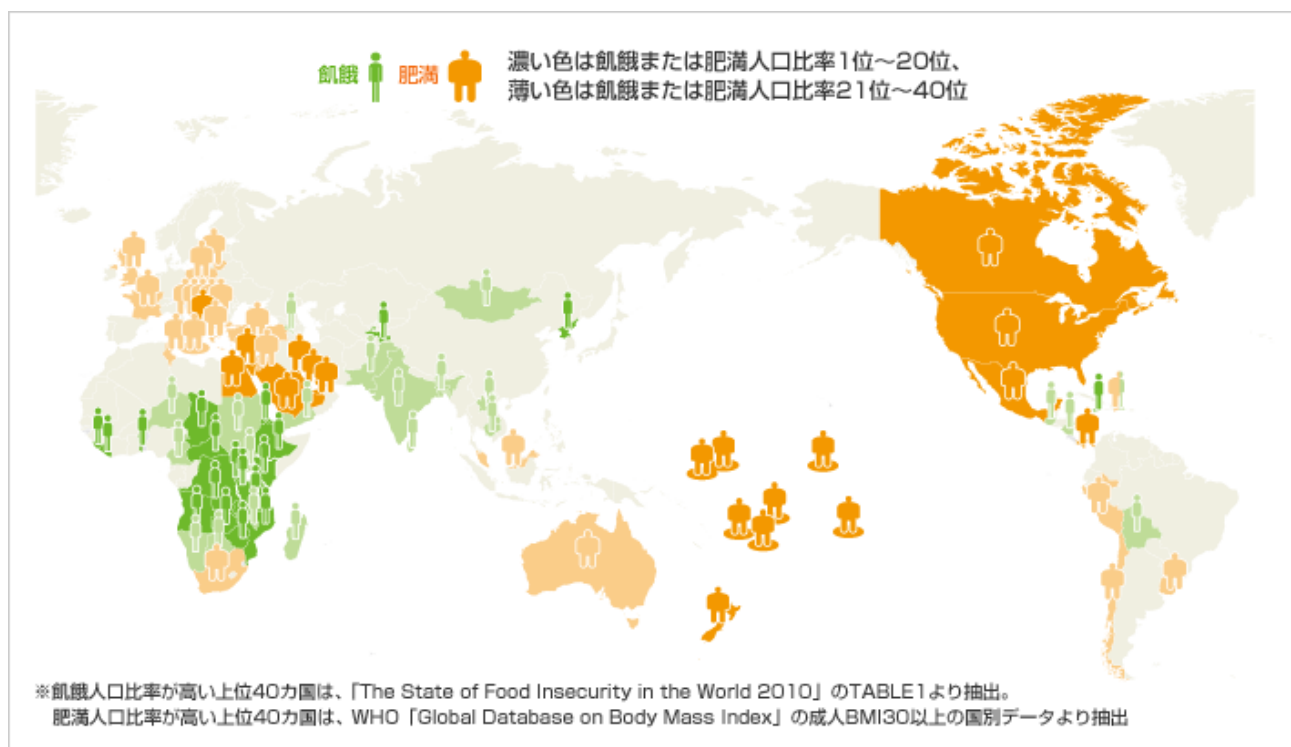 飢餓 肥満
濃い色は飢餓または肥満人口比率1位～20位、
薄い色は飢餓または肥満人口比率21位～40位
※飢餓人口比率が高い上位40カ国は、「The State of Food Insecurity in the World 2010」のTABLE1より抽出。
肥満人口比率が高い上位40カ国は、WHO「Global Database on Body Mass Index」の成人BMI30以上の国別データより抽出